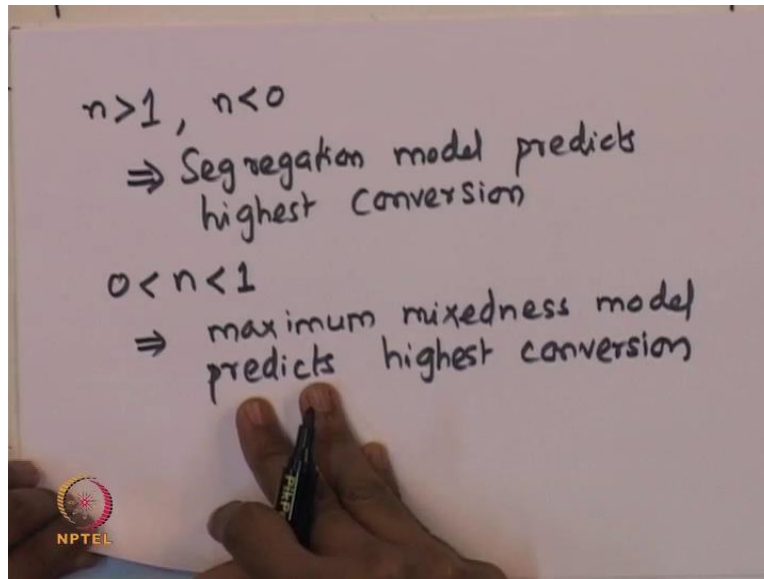 n>1, n<0
⇒ Segregation model predicts
highest conversion
0<n<1
⇒ maximum mixedness model
predicts highest conversion
NPTEL